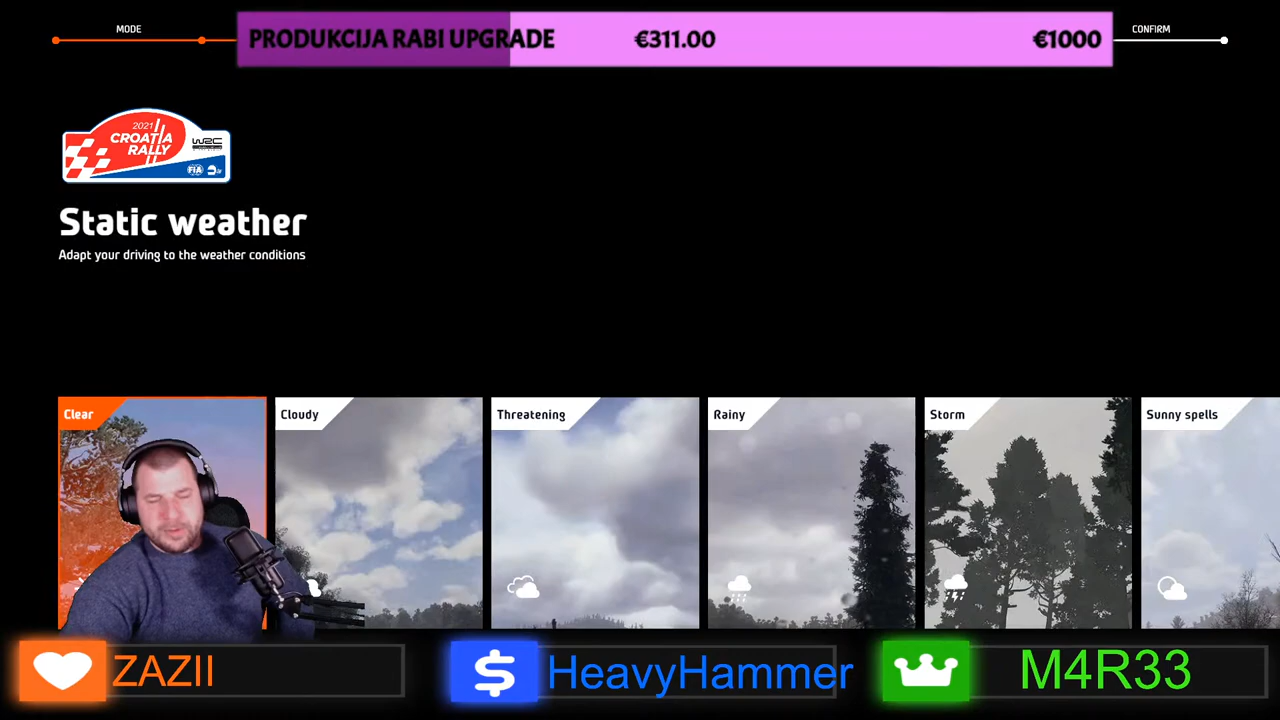 MODE
PRODUKCIJA RABI UPGRADE €311.00 €1000
CONFIRM
2021
CROATIA
RALLY
WRC
FIA
Static weather
Adapt your driving to the weather conditions
Clear
Cloudy
Threatening
Rainy
Storm
Sunny spells
ZAZII
$ HeavyHammer
M4R33